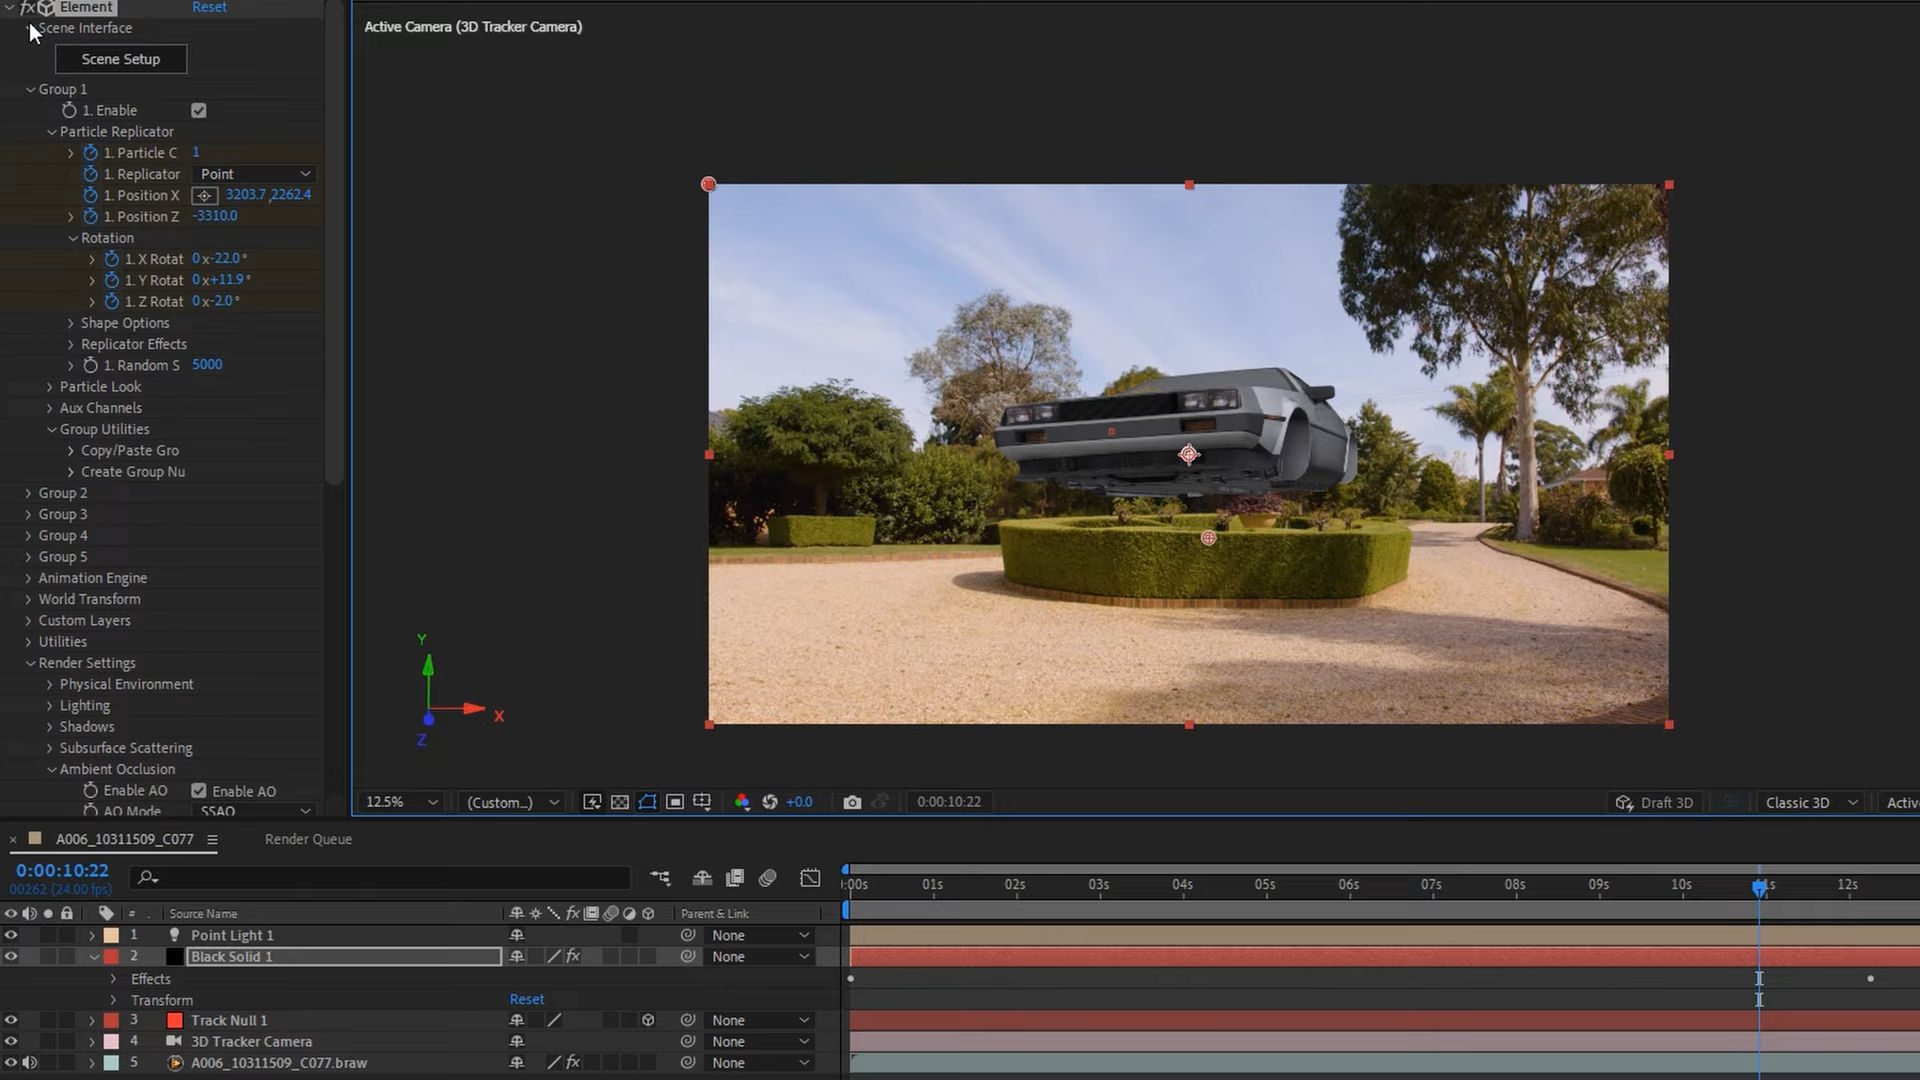 fx Element Reset
Scene Interface
Scene Setup
Group 1
1. Enable
Particle Replicator
1. Particle C 1
1. Replicator Point
1. Position X 3203.7,2262.4
1. Position Z -3310.0
Rotation
1. X Rotat 0x-22.0°
1. Y Rotat 0x+11.9°
1. Z Rotat 0x-2.0°
Shape Options
Replicator Effects
1. Random S 5000
Particle Look
Aux Channels
Group Utilities
Copy/Paste Gro
Create Group Nu
Group 2
Group 3
Group 4
Group 5
Animation Engine
World Transform
Custom Layers
Utilities
Render Settings
Physical Environment
Lighting
Shadows
Subsurface Scattering
Ambient Occlusion
Enable AO Enable AO
AO Mode SSAO
Active Camera (3D Tracker Camera)
Y
X
Z
12.5% (Custom...) +0.0 0:00:10:22 Draft 3D Classic 3D Active
A006_10311509_C077 Render Queue
0:00:10:22
00262 (24.00 fps)
:00s 01s 02s 03s 04s 05s 06s 07s 08s 09s 10s 1s 12s
# Source Name fx Parent & Link
1 Point Light 1 None
2 Black Solid 1 fx None
Effects
Transform Reset
3 Track Null 1 None
4 3D Tracker Camera None
5 A006_10311509_C077.braw fx None